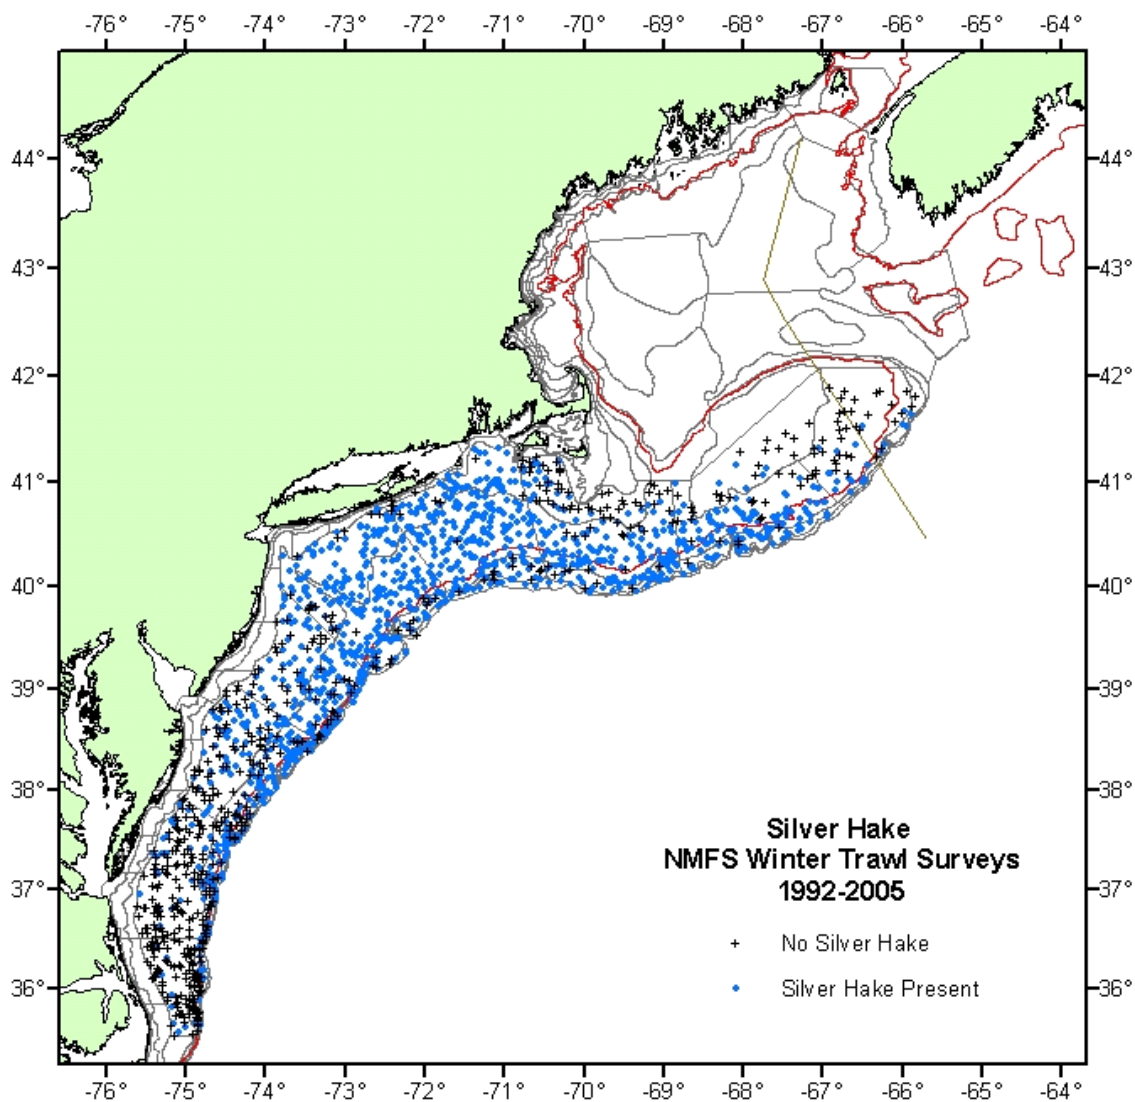 -76° -75° -74° -73° -72° -71° -70° -69° -68° -67° -66° -65° -64°
44° 44°
43° 43°
42° 42°
41° 41°
40° 40°
39° 39°
38° 38°
Silver Hake
NMFS Winter Trawl Surveys
37° 1992-2005 37°
No Silver Hake
36° Silver Hake Present 36°
-76° -75° -74° -73° -72° -71° -70° -69° -68° -67° -66° -65° -64°